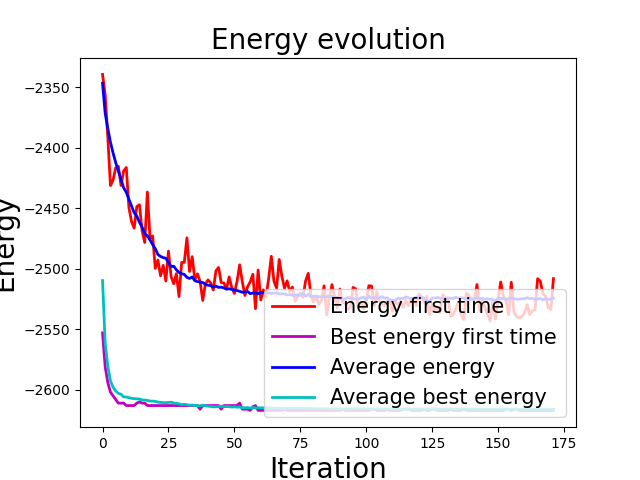 Energy evolution
Energy
−2350
−2400
−2450
−2500
−2550
−2600
0
25
50
75
100
125
150
175
Iteration
Energy first time
Best energy first time
Average energy
Average best energy